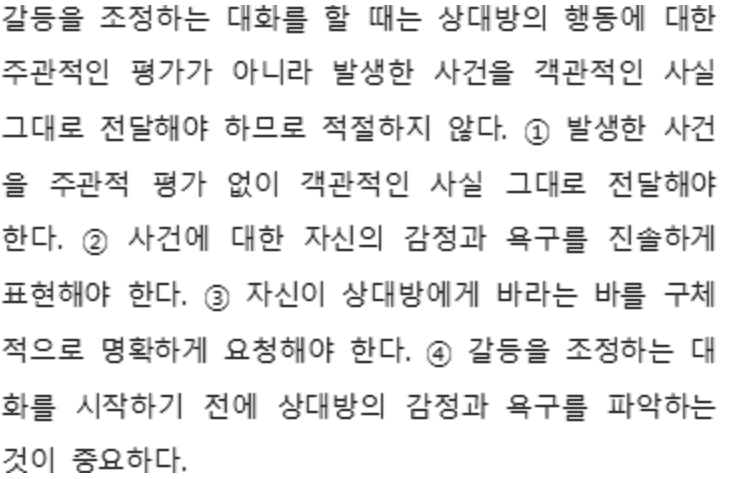 갈등을 조정하는 대화를 할 때는 상대방의 행동에 대한
주관적인 평가가 아니라 발생한 사건을 객관적인 사실
그대로 전달해야 하므로 적절하지 않다. ① 발생한 사건
을 주관적 평가 없이 객관적인 사실 그대로 전달해야
한다. ② 사건에 대한 자신의 감정과 욕구를 진솔하게
표현해야 한다. ③ 자신이 상대방에게 바라는 바를 구체
적으로 명확하게 요청해야 한다. ④ 갈등을 조정하는 대
화를 시작하기 전에 상대방의 감정과 욕구를 파악하는
것이 중요하다.